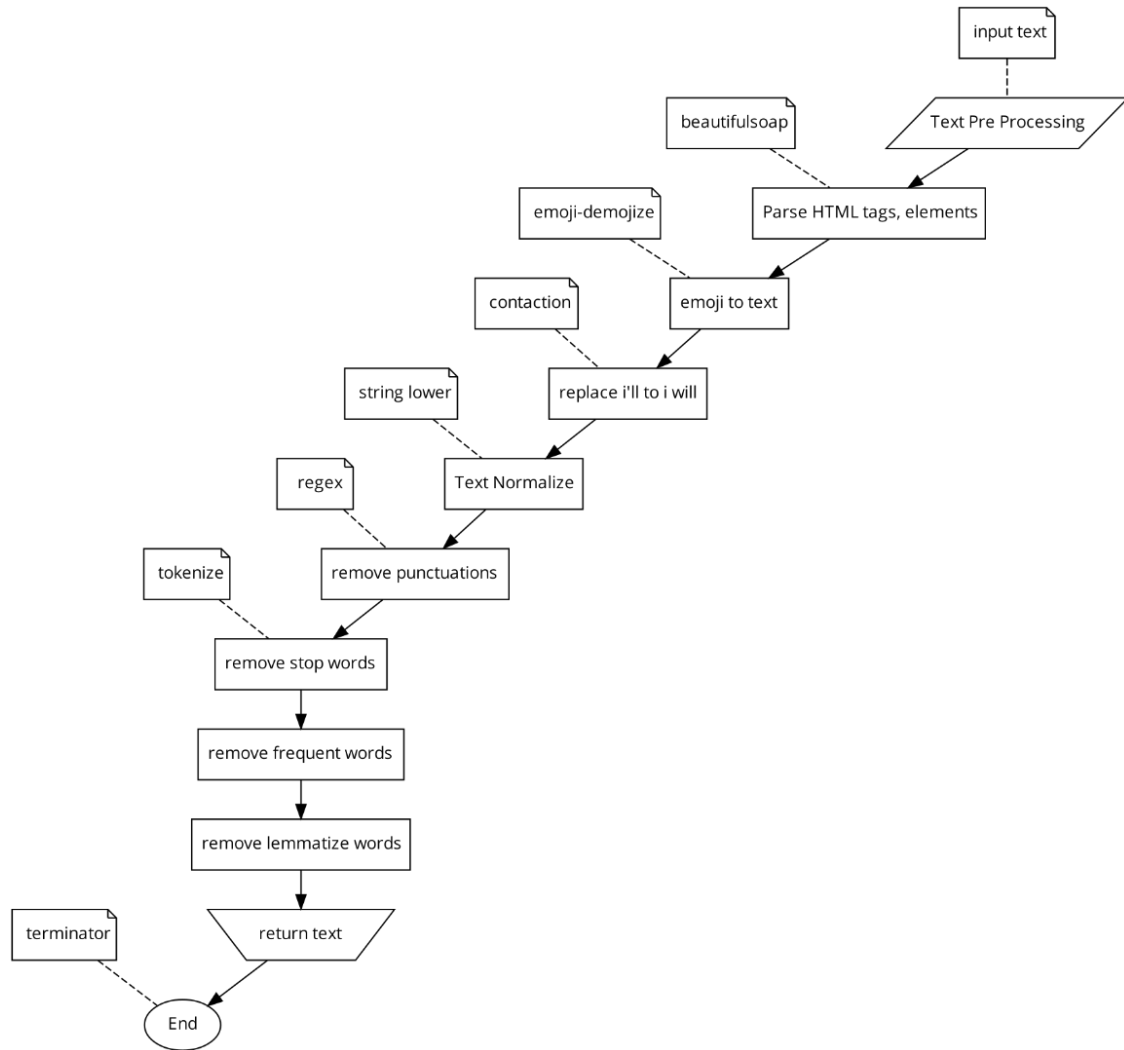 input text
Text Pre Processing
beautifulsoap
Parse HTML tags, elements
emoji-demojize
emoji to text
contaction
replace i'll to i will
string lower
Text Normalize
regex
remove punctuations
tokenize
remove stop words
remove frequent words
remove lemmatize words
return text
terminator
End